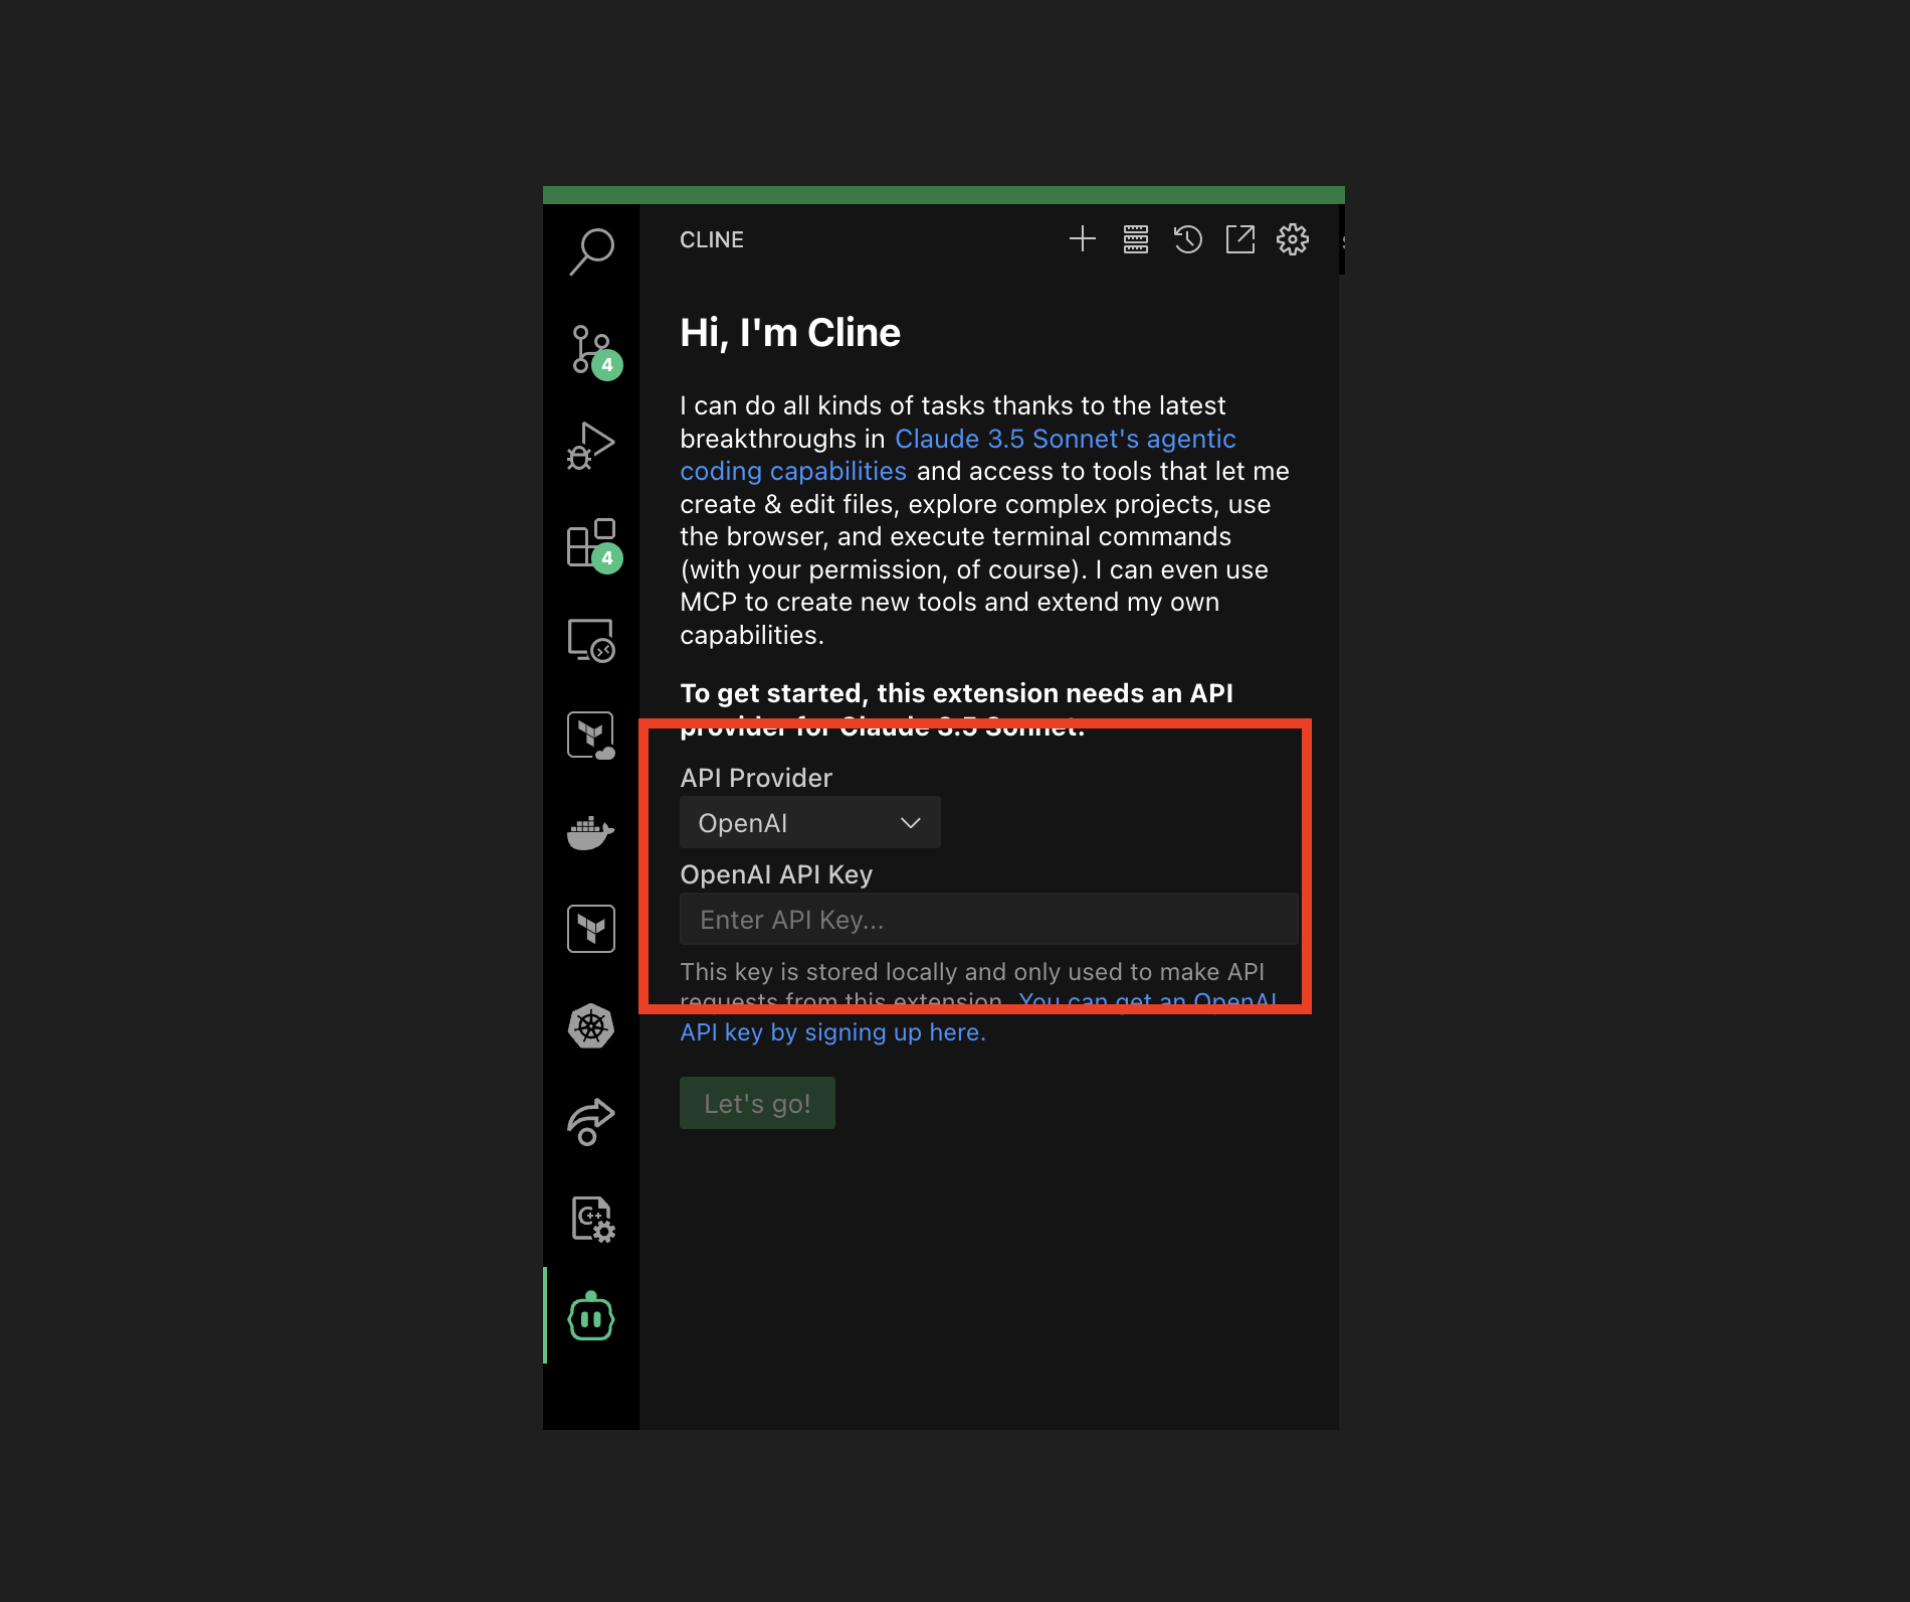 CLINE
Hi, I'm Cline
I can do all kinds of tasks thanks to the latest
breakthroughs in Claude 3.5 Sonnet's agentic
coding capabilities and access to tools that let me
create & edit files, explore complex projects, use
the browser, and execute terminal commands
(with your permission, of course). I can even use
MCP to create new tools and extend my own
capabilities.
To get started, this extension needs an API
provider for Claude 3.5 Sonnet.
API Provider
OpenAI
OpenAI API Key
Enter API Key...
This key is stored locally and only used to make API
requests from this extension. You can get an OpenAI
API key by signing up here.
Let's go!
4
4
C++